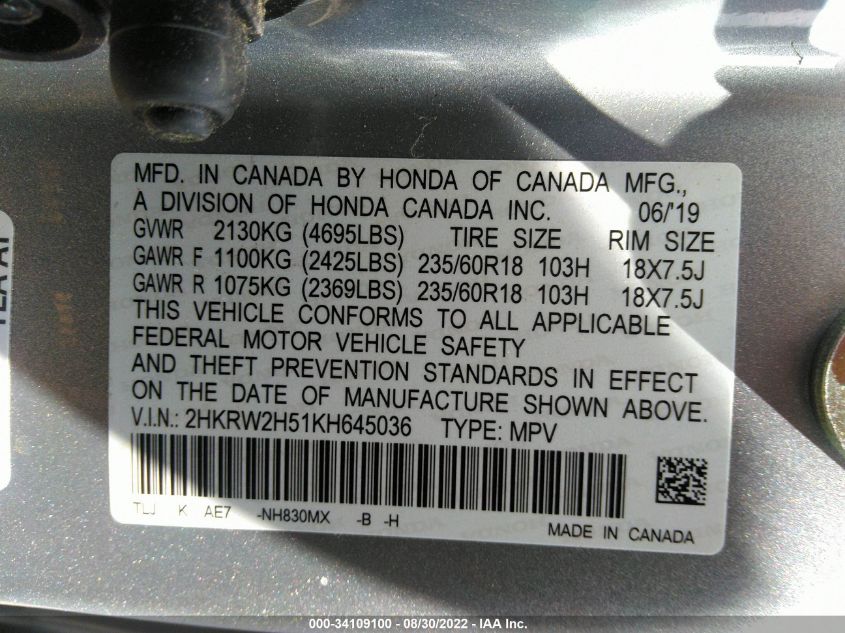 MFD. IN CANADA BY HONDA OF CANADA MFG.,
A DIVISION OF HONDA CANADA INC. 06/'19
GVWR 2130KG (4695LBS) TIRE SIZE RIM SIZE
GAWR F 1100KG (2425LBS) 235/60R18 103H 18X7.5J
GAWR R 1075KG (2369LBS) 235/60R18 103H 18X7.5J
THIS VEHICLE CONFORMS TO ALL APPLICABLE
FEDERAL MOTOR VEHICLE SAFETY
AND THEFT PREVENTION STANDARDS IN EFFECT
ON THE DATE OF MANUFACTURE SHOWN ABOVE.
V.I.N.: 2HKRW2H51KH645036 TYPE: MPV
TLJ K AE7 -NH830MX -B -H
MADE IN CANADA
000-34109100 - 08/30/2022 - IAA Inc.